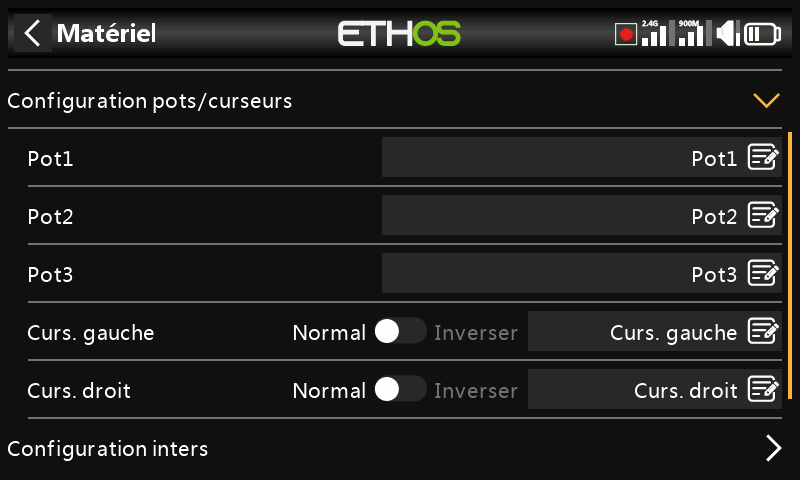 Matériel ETHOS 2.4G 900M
Configuration pots/curseurs
Pot1 Pot1
Pot2 Pot2
Pot3 Pot3
Curs. gauche Normal Inverser Curs. gauche
Curs. droit Normal Inverser Curs. droit
Configuration inters